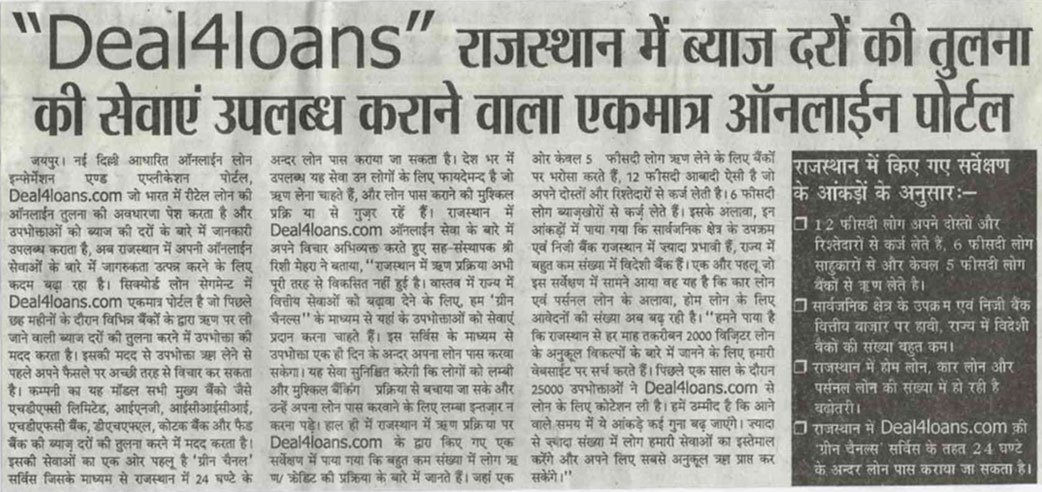 “Deal4loans” राजस्थान में ब्याज दरों की तुलना
की सेवाएं उपलब्ध कराने वाला एकमात्र ऑनलाईन पोर्टल
जयपुर। नई दिल्ली आधारित ऑनलाईन लोन
इन्फोर्मेशन एण्ड एप्लीकेशन पोर्टल,
Deal4loans.com जो भारत में रीटेल लोन की
ऑनलाईन तुलना की अवधारणा पेश करता है और
उपभोक्ताओं को ब्याज की दरों के बारे में जानकारी
उपलब्ध कराता है, अब राजस्थान में अपनी ऑनलाईन
सेवाओं के बारे में जागरुकता उत्पन्न करने के लिए
कदम बढ़ा रहा है। सिक्योर्ड लोन सेगमेन्ट में
Deal4loans.com एकमात्र पोर्टल है जो पिछले
छह महीनों के दौरान विभिन्न बैंकों के द्वारा ऋण पर ली
जाने वाली ब्याज दरों की तुलना करने में उपभोक्ता की
मदद करता है। इसकी मदद से उपभोक्ता ऋण लेने से
पहले अपने फैसले पर अच्छी तरह से विचार कर सकता
है। कम्पनी का यह मॉडल सभी मुख्य बैंकों जैसे
एचडीएफसी लिमिटेड, आईएनजी, आईसीआईसीआई,
एचडीएफसी बैंक, डीएचएफएल, कोटक बैंक और फैड
बैंक की ब्याज दरों की तुलना करने में मदद करता है।
इसकी सेवाओं का एक ओर पहलू है ‘ग्रीन चैनल’
सर्विस जिसके माध्यम से राजस्थान में 24 घण्टे के
अन्दर लोन पास कराया जा सकता है। देश भर में
उपलब्ध यह सेवा उन लोगों के लिए फायदेमन्द है जो
ऋण लेना चाहते हैं, और लोन पास कराने की मुश्किल
प्रक्रि या से गुज़र रहें हैं। राजस्थान में
Deal4loans.com ऑनलाईन सेवा के बारे में
अपने विचार अभिव्यक्त करते हुए सह-संस्थापक श्री
रिशी मेहरा ने बताया, “राजस्थान में ऋण प्रक्रिया अभी
पूरी तरह से विकसित नहीं हुई है। वास्तव में राज्य में
वित्तीय सेवाओं को बढ़ावा देने के लिए, हम ‘ग्रीन
चैनल्स’ के माध्यम से यहां के उपभोक्ताओं को सेवाएं
प्रदान करना चाहते हैं। इस सर्विस के माध्यम से
उपभोक्ता एक ही दिन के अन्दर अपना लोन पास करवा
सकेगा। यह सेवा सुनिश्चित करेगी कि लोगों को लम्बी
और मुश्किल बैंकिंग प्रक्रिया से बचाया जा सके और
उन्हें अपना लोन पास करवाने के लिए लम्बा इन्तज़ार न
करना पड़े। हाल ही में राजस्थान में ऋण प्रक्रिया पर
Deal4loans.com के द्वारा किए गए एक
सर्वेक्षण में पाया गया कि बहुत कम संख्या में लोग ऋ
ण/ क्रेडिट की प्रक्रिया के बारे में जानते हैं। जहां एक
ओर केवल 5 फीसदी लोग ऋण लेने के लिए बैंकों
पर भरोसा करते हैं, 12 फीसदी आबादी ऐसी है जो
अपने दोस्तों और रिश्तेदारों से कर्ज लेती है। 6 फीसदी
लोग ब्याजखोरों से कर्ज़ लेते हैं। इसके अलावा, इन
आंकड़ों में पाया गया कि सार्वजनिक क्षेत्र के उपक्रम
एवं निजी बैंक राजस्थान में ज्यादा प्रभावी हैं, राज्य में
बहुत कम संख्या में विदेशी बैंक हैं। एक और पहलू जो
इस सर्वेक्षण में सामने आया वह यह है कि कार लोन
एवं पर्सनल लोन के अलावा, होम लोन के लिए
आवेदनों की संख्या अब बढ़ रही है। “हमने पाया है
कि राजस्थान से हर माह तकरीबन 2000 विज़िटर लोन
के अनुकूल विकल्पों के बारे में जानने के लिए हमारी
वेबसाईट पर सर्च करते हैं। पिछले एक साल के दौरान
25000 उपभोक्ताओं ने Deal4loans.com से
लोन के लिए कोटेशन ली है। हमें उम्मीद है कि आने
वाले समय में ये आंकड़े कई गुना बढ़ जाएंगे। ज्यादा
से ज्यादा संख्या में लोग हमारी सेवाओं का इस्तेमाल
करेंगे और अपने लिए सबसे अनुकूल ऋण प्राप्त कर
सकेंगे।”
राजस्थान में किए गए सर्वेक्षण
के आंकड़ों के अनुसार:–
❒ 12 फीसदी लोग अपने दोस्तों और
रिश्तेदारों से कर्ज लेते हैं, 6 फीसदी लोग
साहूकारों से और केवल 5 फीसदी लोग
बैंकों से ऋण लेते है।
❒ सार्वजनिक क्षेत्र के उपक्रम एवं निजी बैंक
वित्तीय बाज़ार पर हावी, राज्य में विदेशी
बैंकों की संख्या बहुत कम।
❒ राजस्थान में होम लोन, कार लोन और
पर्सनल लोन की संख्या में हो रही है
बढ़ोतरी।
❒ राजस्थान में Deal4loans.com की
‘ग्रीन चैनल्स’ सर्विस के तहत 24 घण्टे
के अन्दर लोन पास कराया जा सकता है।